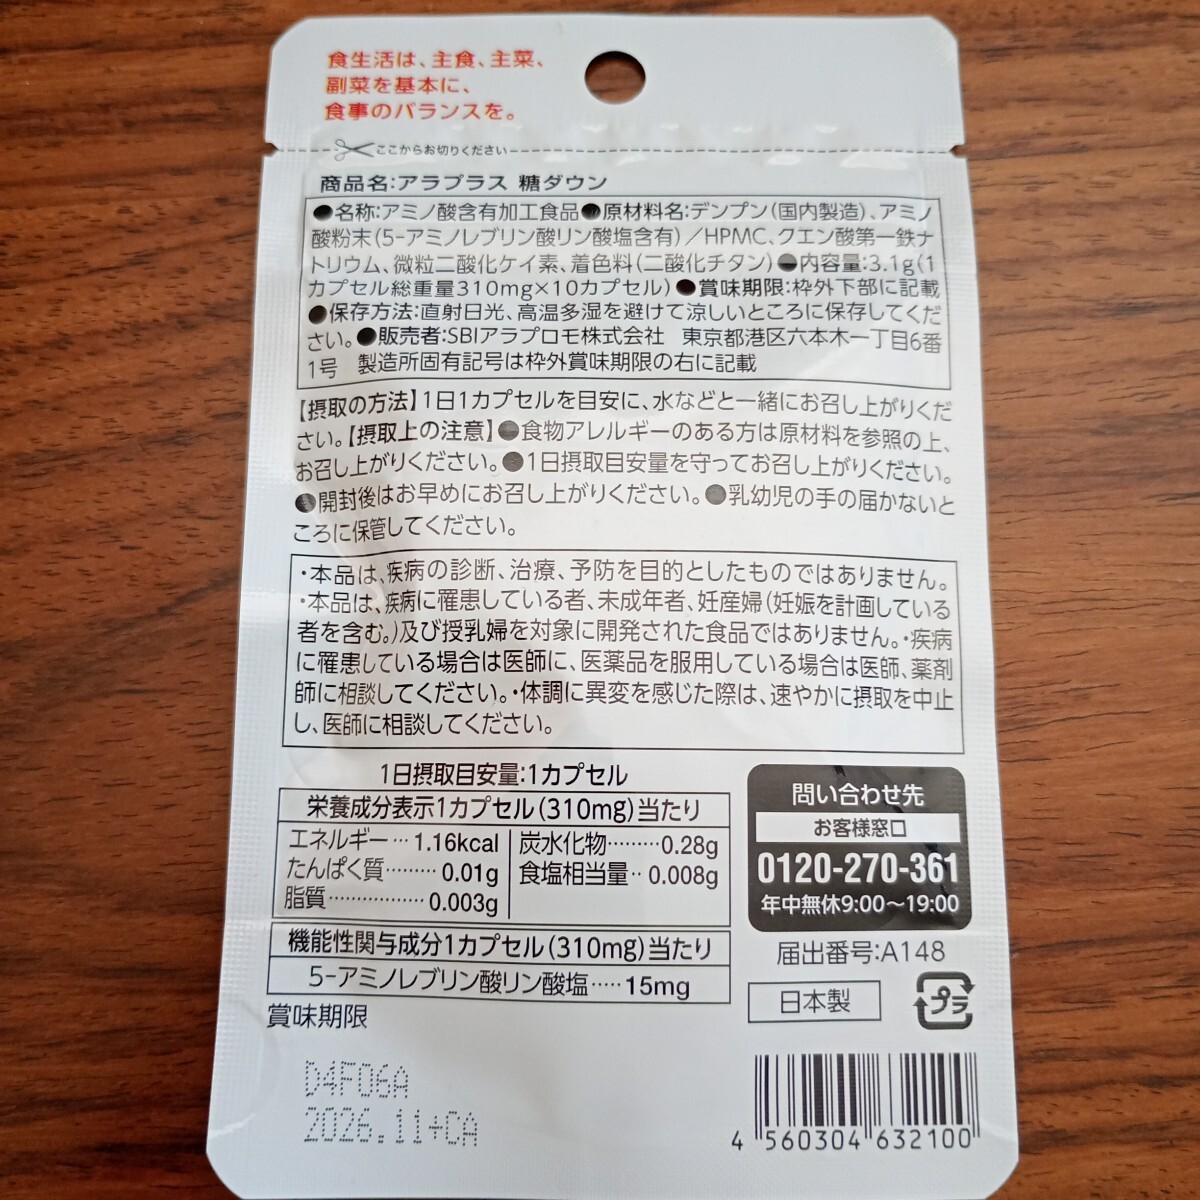 食生活は、主食、主菜、
副菜を基本に、
食事のバランスを。
ここからお切りください
商品名:アラプラス 糖ダウン
●名称:アミノ酸含有加工食品●原材料名:デンプン(国内製造)、アミノ
酸粉末(5-アミノレブリン酸リン酸塩含有)/HPMC、クエン酸第一鉄ナ
トリウム、微粒二酸化ケイ素、着色料(二酸化チタン)●内容量:3.1g(1
カプセル総重量310mg×10カプセル)●賞味期限:枠外下部に記載
●保存方法:直射日光、高温多湿を避けて涼しいところに保存してくだ
さい。●販売者:SBIアラプロモ株式会社 東京都港区六本木一丁目6番
1号 製造所固有記号は枠外賞味期限の右に記載
【摂取の方法】1日1カプセルを目安に、水などと一緒にお召し上がりくだ
さい。【摂取上の注意】●食物アレルギーのある方は原材料を参照の上、
お召し上がりください。●1日摂取目安量を守ってお召し上がりください。
●開封後はお早めにお召し上がりください。●乳幼児の手の届かないと
ころに保管してください。
・本品は、疾病の診断、治療、予防を目的としたものではありません。
・本品は、疾病に罹患している者、未成年者、妊産婦(妊娠を計画している
者を含む。)及び授乳婦を対象に開発された食品ではありません。・疾病
に罹患している場合は医師に、医薬品を服用している場合は医師、薬剤
師に相談してください。・体調に異変を感じた際は、速やかに摂取を中止
し、医師に相談してください。
1日摂取目安量:1カプセル
栄養成分表示1カプセル(310mg)当たり
エネルギー…1.16kcal
たんぱく質………0.01g
脂質………………0.003g
炭水化物………0.28g
食塩相当量‥0.008g
機能性関与成分1カプセル(310mg)当たり
5-アミノレブリン酸リン酸塩……15mg
問い合わせ先
お客様窓口
0120-270-361
年中無休9:00〜19:00
届出番号:A148
日本製
プラ
賞味期限
D4F06A
2026.11+CA
4 560304 632100